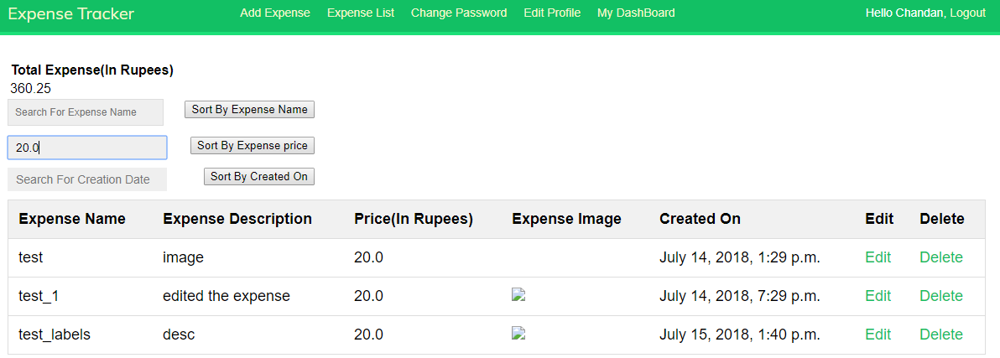 Expense Tracker Add Expense Expense List Change Password Edit Profile My DashBoard Hello Chandan, Logout
Total Expense(In Rupees)
360.25
Search For Expense Name Sort By Expense Name
20.0 Sort By Expense price
Search For Creation Date Sort By Created On
Expense Name Expense Description Price(In Rupees) Expense Image Created On Edit Delete
test image 20.0 July 14, 2018, 1:29 p.m. Edit Delete
test_1 edited the expense 20.0 July 14, 2018, 7:29 p.m. Edit Delete
test_labels desc 20.0 July 15, 2018, 1:40 p.m. Edit Delete